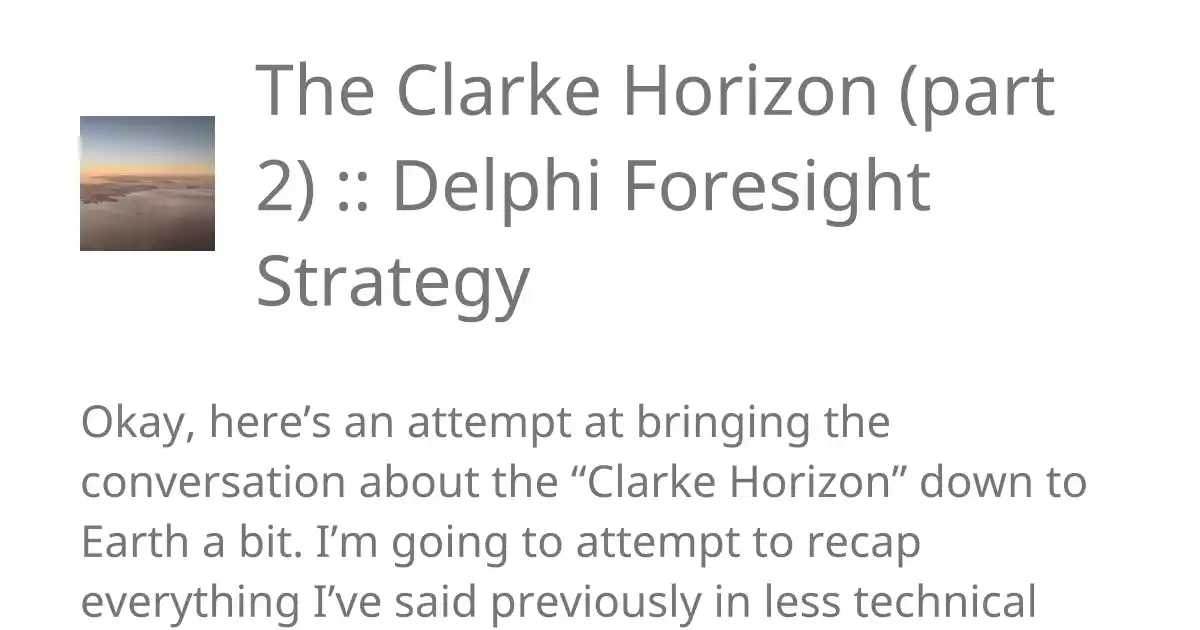 The Clarke Horizon (part
2) :: Delphi Foresight
Strategy
Okay, here’s an attempt at bringing the
conversation about the “Clarke Horizon” down to
Earth a bit. I’m going to attempt to recap
everything I’ve said previously in less technical